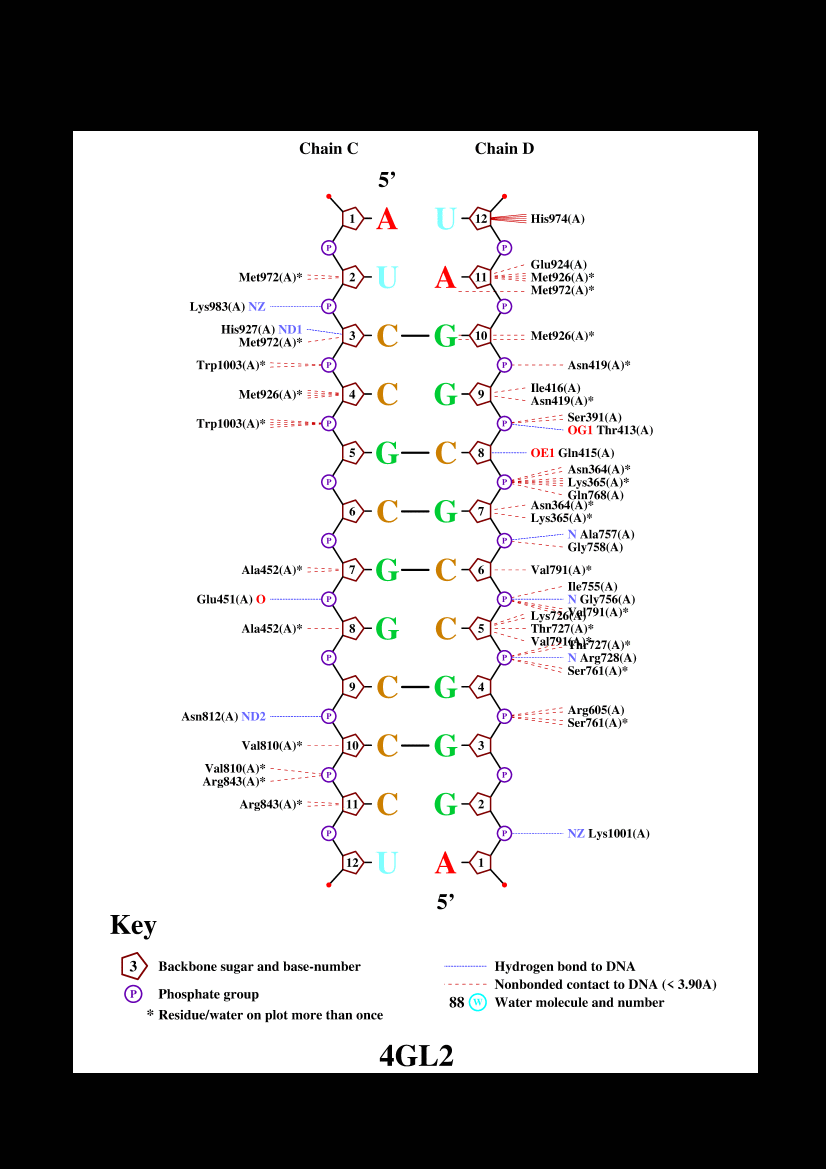 Chain C Chain D
5’
1 A U 12 His974(A)
P P
Glu924(A)
Met972(A)* 2 U A 11 Met926(A)*
Met972(A)*
Lys983(A) NZ P P
His927(A) ND1
Met972(A)* 3 C G 10 Met926(A)*
Trp1003(A)* P P Asn419(A)*
Ile416(A)
Met926(A)* 4 C G 9
Asn419(A)*
Ser391(A)
Trp1003(A)* P P
OG1 Thr413(A)
5 G C 8 OE1 Gln415(A)
Asn364(A)*
P P Lys365(A)*
Gln768(A)
Asn364(A)*
6 C G 7
Lys365(A)*
N Ala757(A)
P P
Gly758(A)
Ala452(A)* 7 G C 6 Val791(A)*
Ile755(A)
Glu451(A) O P P N Gly756(A)
Val791(A)*
Lys726(A)
Ala452(A)* 8 G C 5 Thr727(A)*
Val791(A)*
Thr727(A)*
P P N Arg728(A)
Ser761(A)*
9 C G 4
Arg605(A)
Asn812(A) ND2 P P
Ser761(A)*
Val810(A)* 10 C G 3
Val810(A)*
P P
Arg843(A)*
Arg843(A)* 11 C G 2
P P NZ Lys1001(A)
12 U A 1
5’
Key
3 Backbone sugar and base-number
P Phosphate group
* Residue/water on plot more than once
Hydrogen bond to DNA
Nonbonded contact to DNA (< 3.90A)
88 W Water molecule and number
4GL2